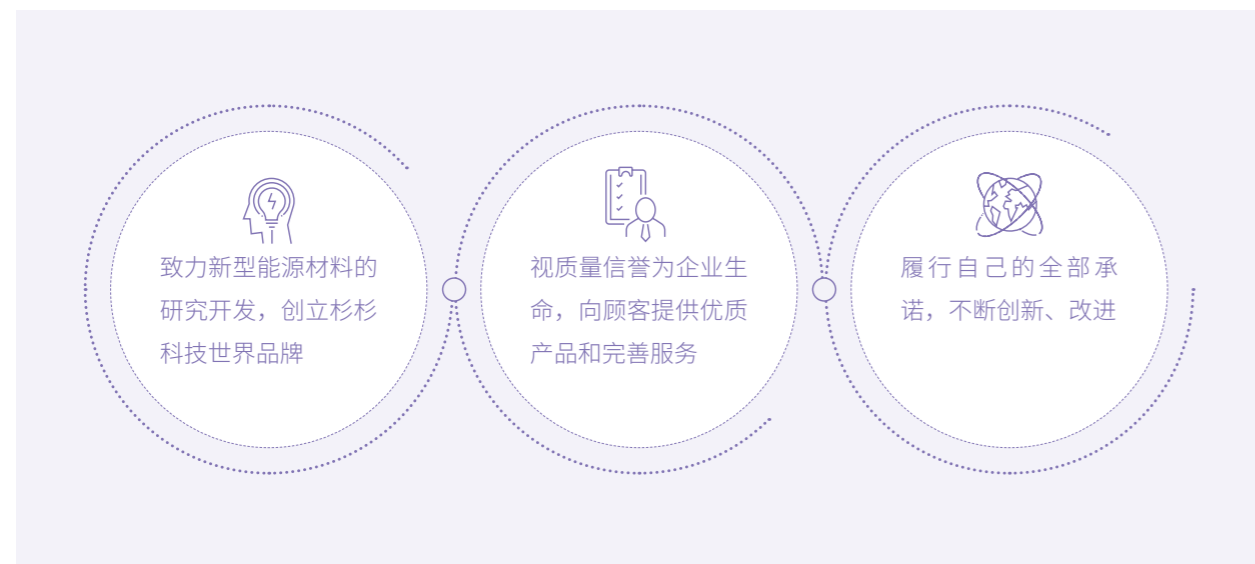 致力新型能源材料的
研究开发，创立杉杉
科技世界品牌
视质量信誉为企业生
命，向顾客提供优质
产品和完善服务
履行自己的全部承
诺，不断创新、改进